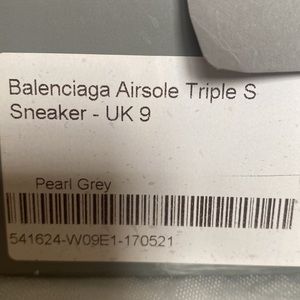 Balenciaga Airsole Triple S
Sneaker - UK 9
Pearl Grey
541624-W09E1-170521